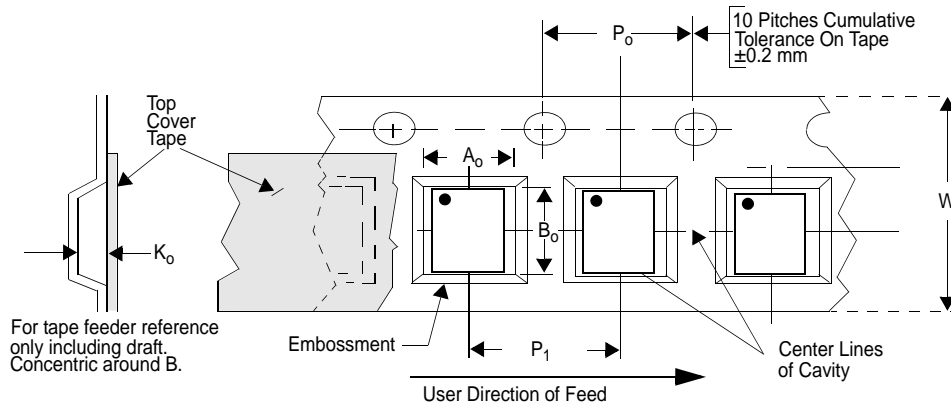 10 Pitches Cumulative
Tolerance On Tape
±0.2 mm
Po
Top
Cover
Tape
Ao
W
Bo
Ko
For tape feeder reference
only including draft.
Concentric around B.
Embossment
P1
Center Lines
of Cavity
User Direction of Feed